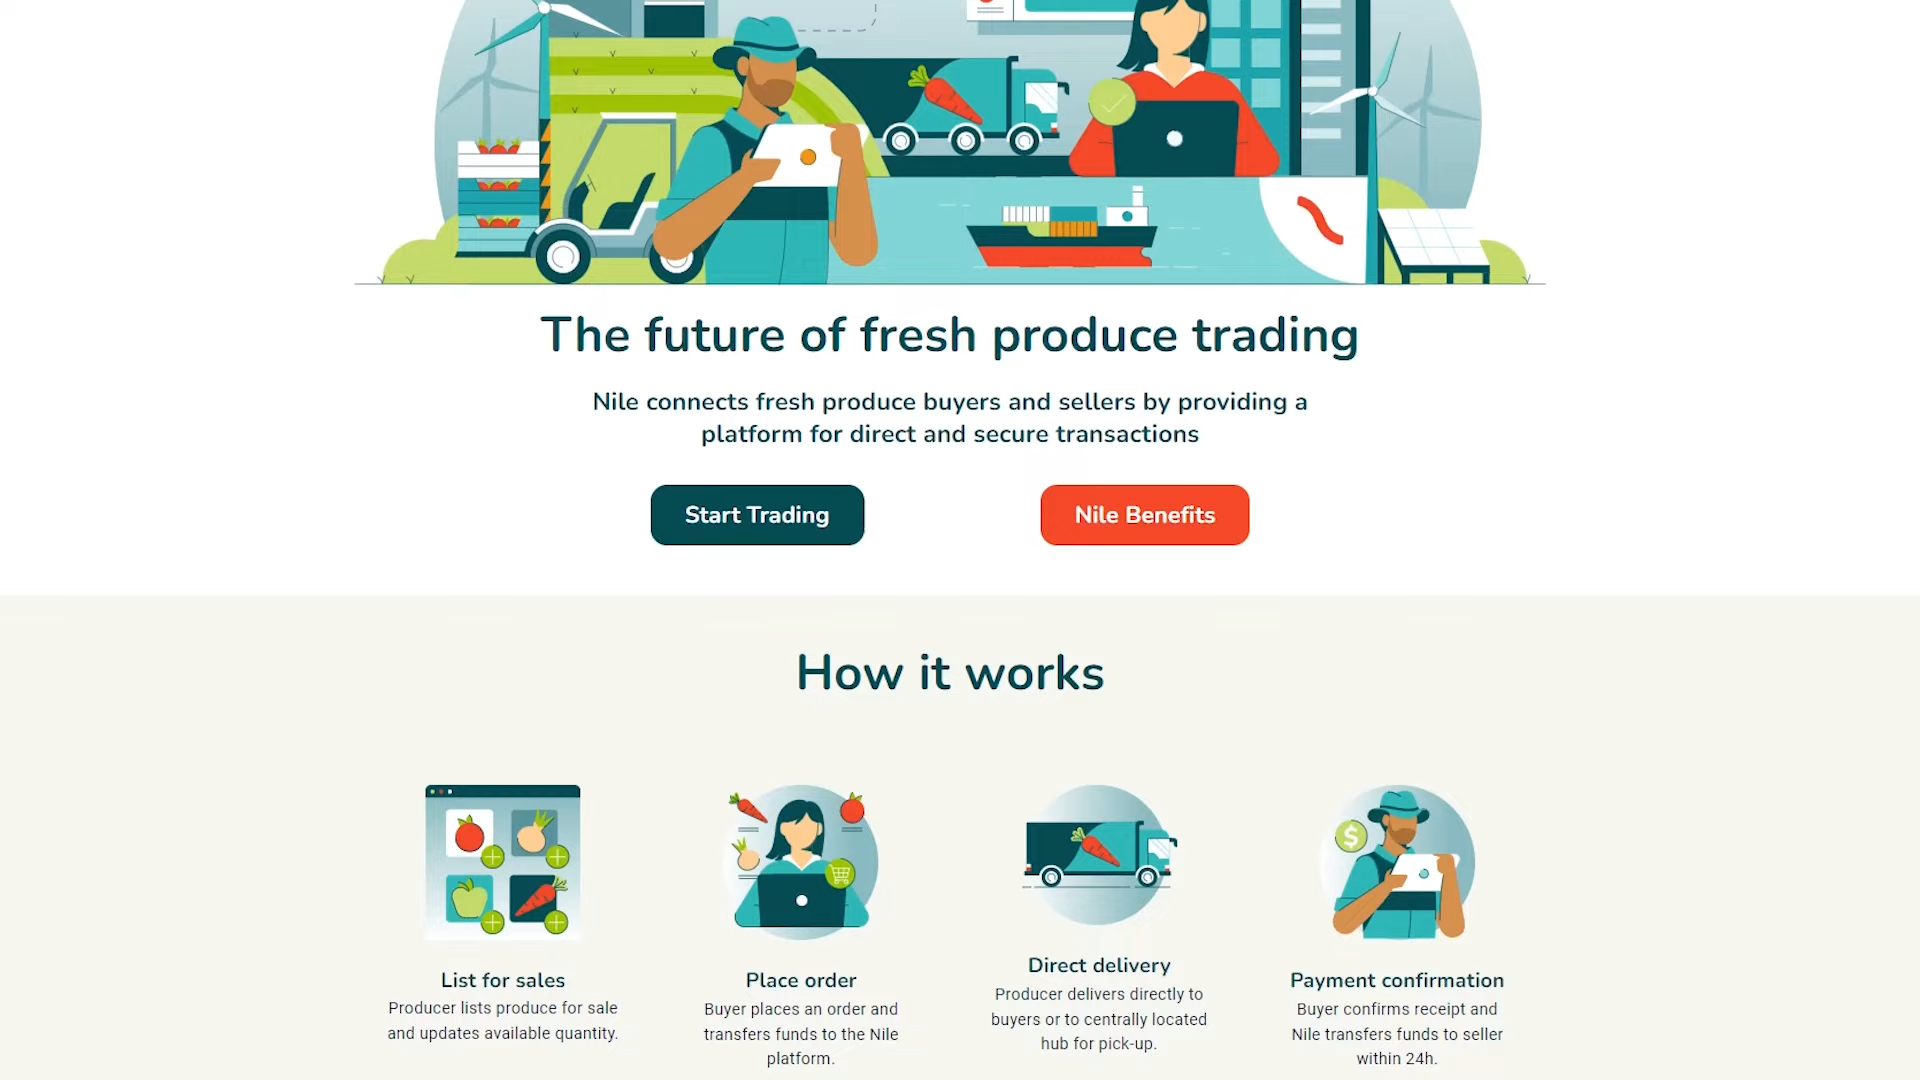 The future of fresh produce trading
Nile connects fresh produce buyers and sellers by providing a
platform for direct and secure transactions
Start Trading
Nile Benefits
How it works
List for sales
Producer lists produce for sale
and updates available quantity.
Place order
Buyer places an order and
transfers funds to the Nile
platform.
Direct delivery
Producer delivers directly to
buyers or to centrally located
hub for pick-up.
Payment confirmation
Buyer confirms receipt and
Nile transfers funds to seller
within 24h.